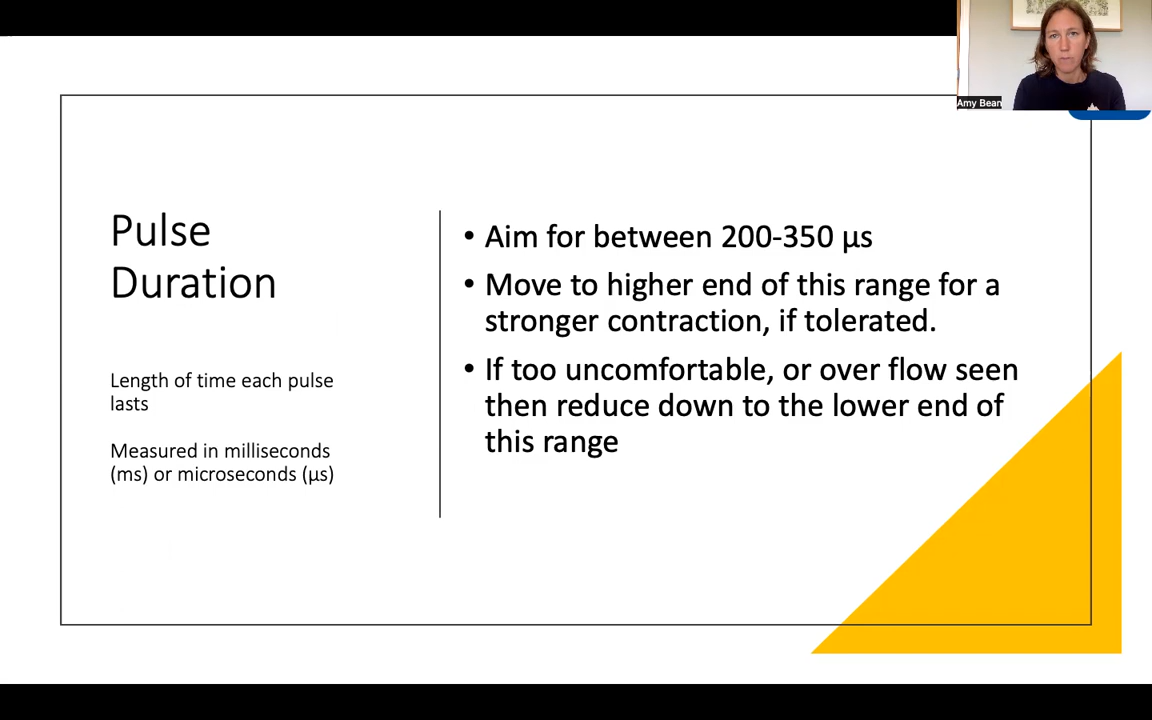 Amy Bean
Pulse
Duration
Length of time each pulse
lasts
Measured in milliseconds
(ms) or microseconds (µs)
• Aim for between 200-350 µs
• Move to higher end of this range for a
stronger contraction, if tolerated.
• If too uncomfortable, or over flow seen
then reduce down to the lower end of
this range